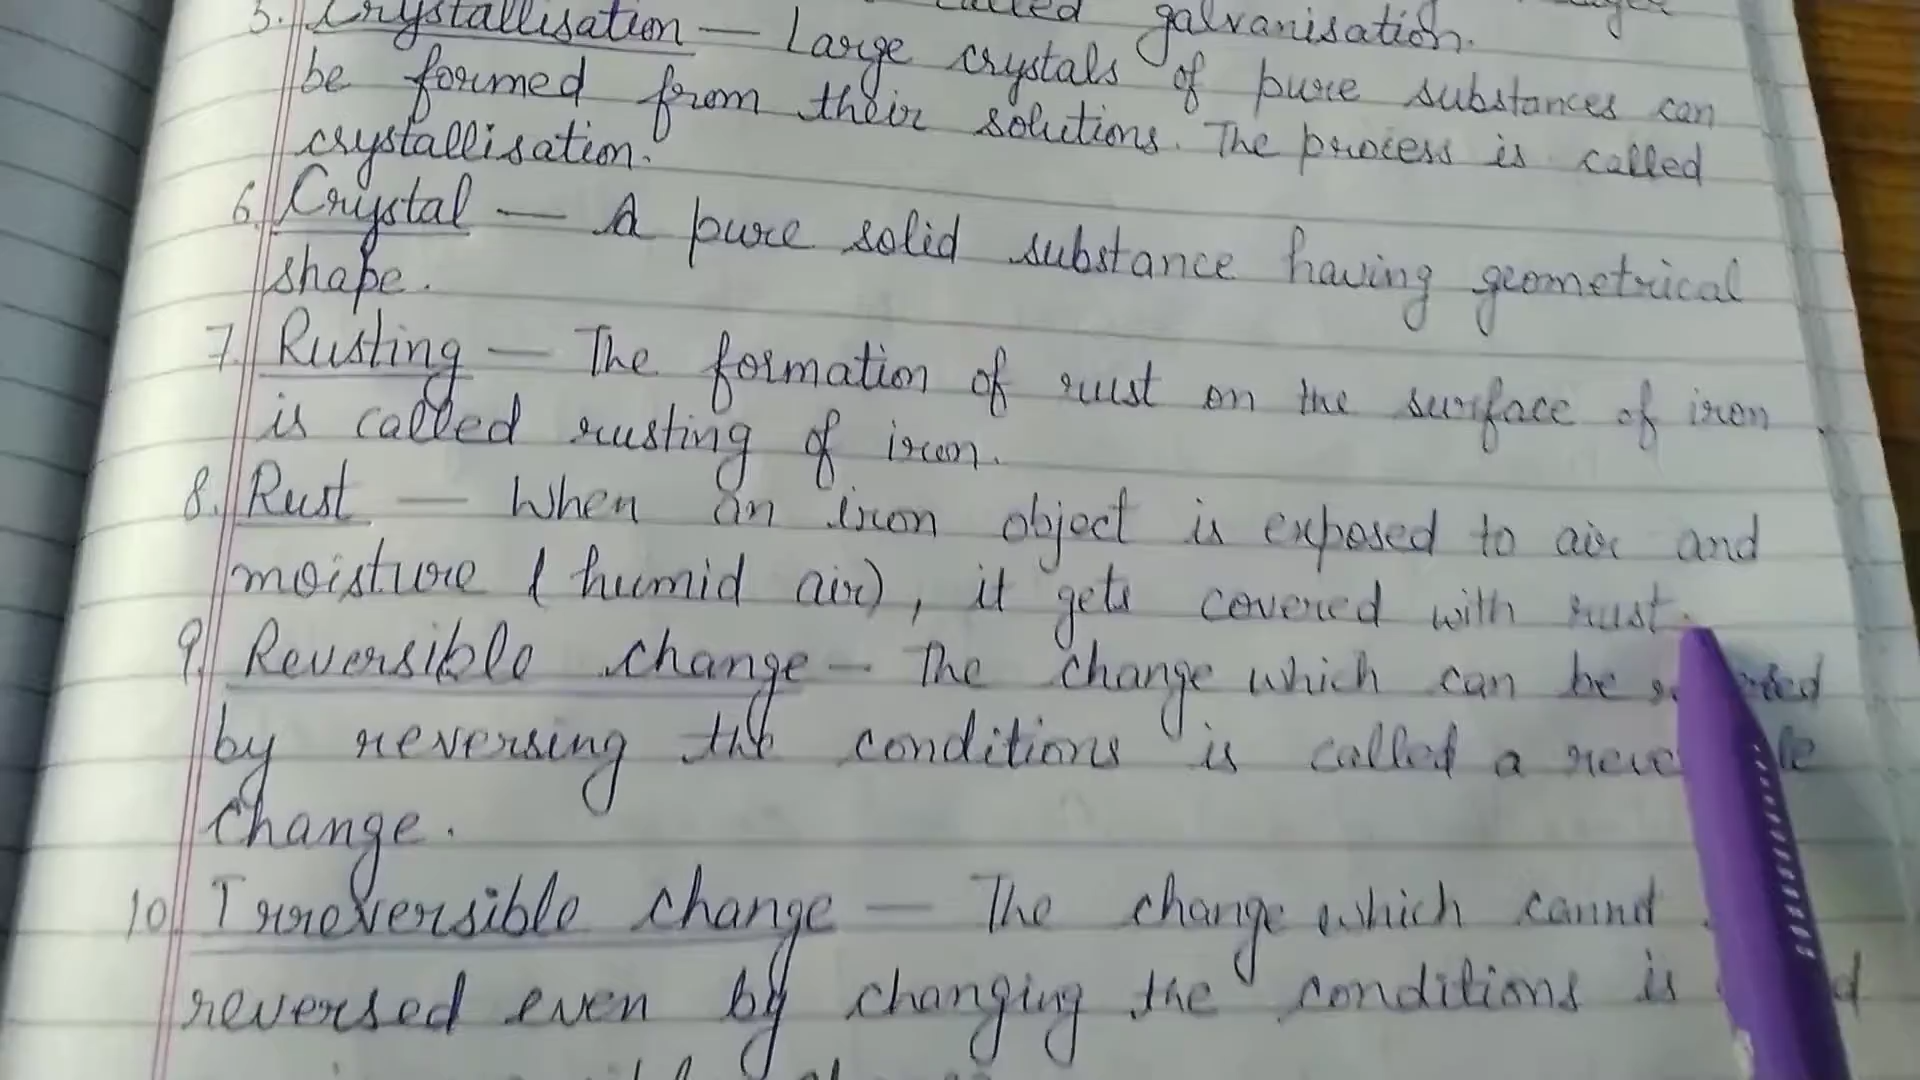 called galvanisation.
5. Crystallisation — Large crystals of pure substances can
be formed from their solutions. The process is called
crystallisation.
6. Crystal — A pure solid substance having geometrical
shape.
7. Rusting — The formation of rust on the surface of iron
is called rusting of iron.
8. Rust — When an iron object is exposed to air and
moisture (humid air), it gets covered with rust.
9. Reversible change — The change which can be
by reversing the conditions is called a
change.
10. Irreversible change — The change which cannot
reversed even by changing the conditions is